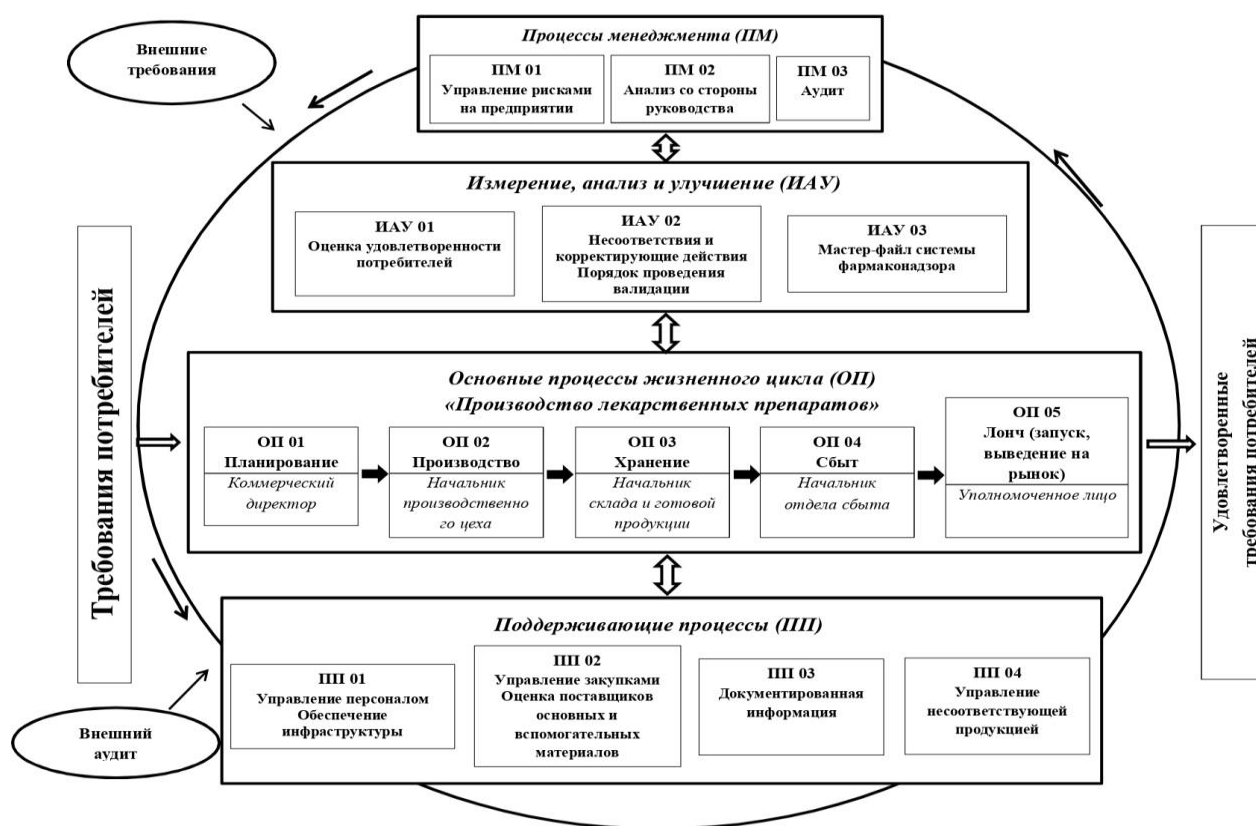 Внешние
требования
Процессы менеджмента (ПМ)
ПМ 01
Управление рисками
на предприятии
ПМ 02
Анализ со стороны
руководства
ПМ 03
Аудит
Измерение, анализ и улучшение (ИАУ)
ИАУ 01
Оценка удовлетворенности
потребителей
ИАУ 02
Несоответствия и
корректирующие действия
Порядок проведения
валидации
ИАУ 03
Мастер-файл системы
фармаконадзора
Требования потребителей
Основные процессы жизненного цикла (ОП)
«Производство лекарственных препаратов»
ОП 01
Планирование
Коммерческий
директор
ОП 02
Производство
Начальник
производственно
го цеха
ОП 03
Хранение
Начальник
склада и готовой
продукции
ОП 04
Сбыт
Начальник
отдела сбыта
ОП 05
Лонч (запуск,
выведение на
рынок)
Уполномоченное лицо
Удовлетворенные
требования потребителей
Поддерживающие процессы (ПП)
ПП 01
Управление персоналом
Обеспечение
инфраструктуры
ПП 02
Управление закупками
Оценка поставщиков
основных и
вспомогательных
материалов
ПП 03
Документированная
информация
ПП 04
Управление
несоответствующей
продукцией
Внешний
аудит